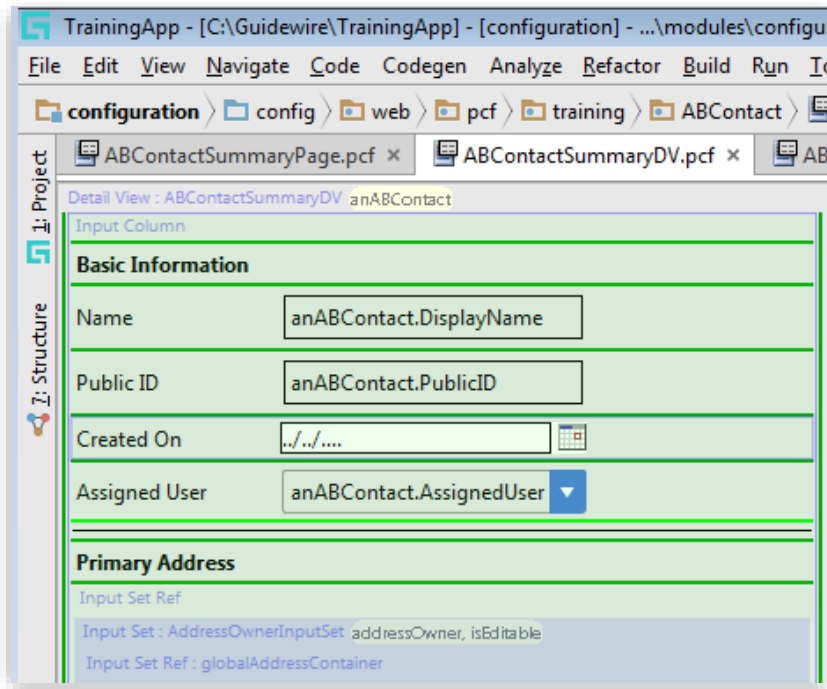 TrainingApp - [C:\Guidewire\TrainingApp] - [configuration] - ...\modules\configu
File Edit View Navigate Code Codegen Analyze Refactor Build Run
configuration config web pcf training ABContact
ABContactSummaryPage.pcf × ABContactSummaryDV.pcf × AB
1: Project
7: Structure
Detail View : ABContactSummaryDV anABContact
Input Column
Basic Information
Name anABContact.DisplayName
Public ID anABContact.PublicID
Created On ../../....
Assigned User anABContact.AssignedUser
Primary Address
Input Set Ref
Input Set : AddressOwnerInputSet addressOwner, isEditable
Input Set Ref : globalAddressContainer